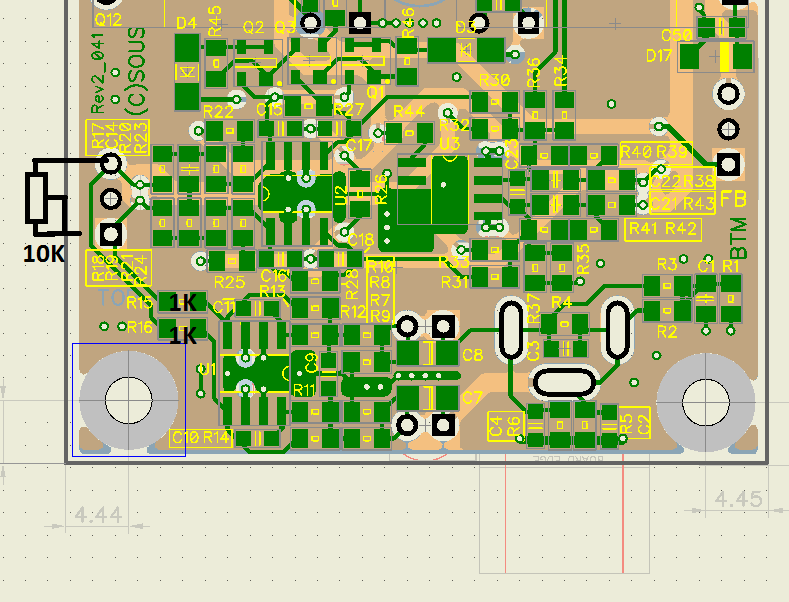 Q12
D4
R45
Q2
Q3
R46
D5
C50
D17
Rev2_041
(C)SOUS
Q1
R22
C15
R27
R44
R30
R36
R34
R32
U3
C17
R17
C14
R20
R23
C23
R40 R39
C22 R38
C21 R43
FB
R41 R42
BTM
U2
R26
C18
10K
R18
R19
R21
R24
R25
C16
R13
R28
R10
R8
R7
R9
R33
R31
R35
R3
C1
R1
TO
R15
1K
R16
1K
C11
R12
R37
R4
R2
U1
C9
R11
C8
C3
C7
C10 R14
C4
R6
R5
C2
BOARD EDGE
4.44
4.45